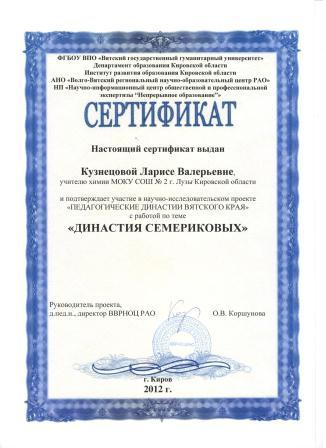 ФГБОУ ВПО «Вятский государственный гуманитарный университет»
Департамент образования Кировской области
Институт развития образования Кировской области
АНО «Волго-Вятский региональный научно-образовательный центр РАО»
НП «Научно-информационный центр общественной и профессиональной
экспертизы "Непрерывное образование"»
СЕРТИФИКАТ
Настоящий сертификат выдан
Кузнецовой Ларисе Валерьевне,
учителю химии МОКУ СОШ № 2 г. Лузы Кировской области
и подтверждает участие в научно-исследовательском проекте
«ПЕДАГОГИЧЕСКИЕ ДИНАСТИИ ВЯТСКОГО КРАЯ»
с работой по теме
«ДИНАСТИЯ СЕМЕРИКОВЫХ»
Руководитель проекта,
д.пед.н., директор ВВРНОЦ РАО О.В. Коршунова
г. Киров
2012 г.